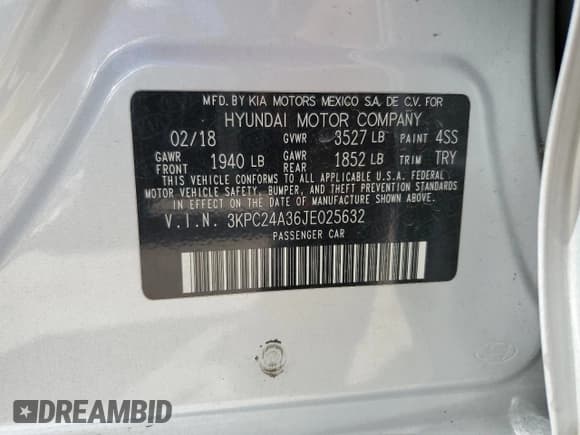 MFD. BY KIA MOTORS MEXICO S.A. DE C.V. FOR
HYUNDAI MOTOR COMPANY
02/18 GVWR 3527 LB PAINT 4SS
GAWR FRONT 1940 LB GAWR REAR 1852 LB TRIM TRY
THIS VEHICLE CONFORMS TO ALL APPLICABLE U.S.A. FEDERAL
MOTOR VEHICLE SAFETY, BUMPER, AND THEFT PREVENTION STANDARDS
IN EFFECT ON THE DATE OF MANUFACTURE SHOWN ABOVE.
V.I.N. 3KPC24A36JE025632
PASSENGER CAR
DREAMBID